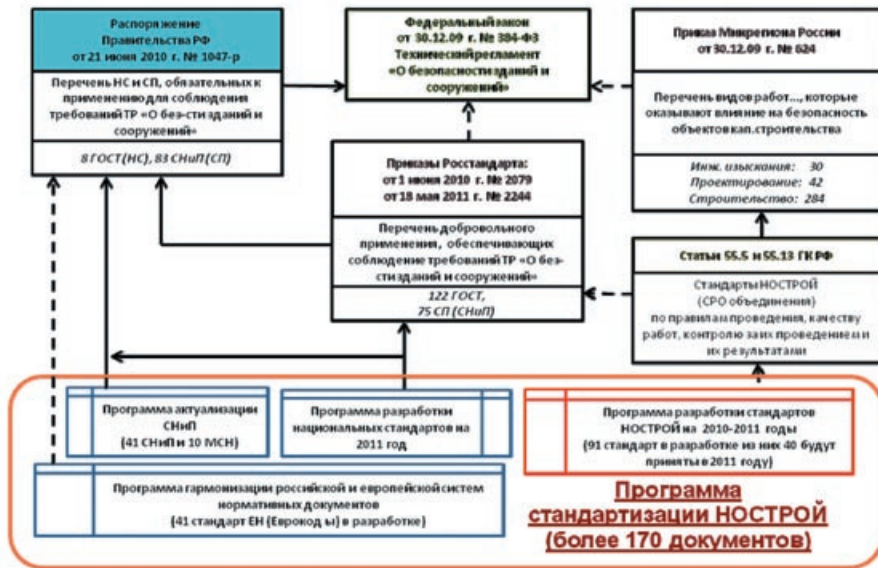 Распоряжение
Правительства РФ
от 21 июня 2010 г. № 1047-р
Перечень НС и СП, обязательных к
применению для соблюдения
требований ТР «О без-сти зданий и
сооружений»
8 ГОСТ (НС), 83 СНиП (СП)
Федеральный закон
от 30.12.09 г. № 384-ФЗ
Технический регламент
«О безопасности зданий и
сооружений»
Приказ Минрегиона России
от 30.12.09 г. № 624
Перечень видов работ..., которые
оказывают влияние на безопасность
объектов кап.строительства
Инж. изыскания: 30
Проектирование: 42
Строительство: 284
Приказы Росстандарта:
от 1 июня 2010 г. № 2079
от 18 мая 2011 г. № 2244
Перечень добровольного
применения, обеспечивающих
соблюдение требований ТР «О без-
сти зданий и сооружений»
122 ГОСТ,
75 СП (СНиП)
Статьи 55.5 и 55.13 ГК РФ
Стандарты НОСТРОЙ
(СРО объединения)
по правилам проведения, качеству
работ, контролю за их проведением и
их результатами
Программа актуализации
СНиП
(41 СНиП и 10 МСН)
Программа разработки
национальных стандартов на
2011 год
Программа разработки стандартов
НОСТРОЙ на 2010-2011 годы
(91 стандарт в разработке из них 40 будут
приняты в 2011 году)
Программа гармонизации российской и европейской систем
нормативных документов
(41 стандарт ЕН (Еврокод ы) в разработке)
Программа
стандартизации НОСТРОЙ
(более 170 документов)